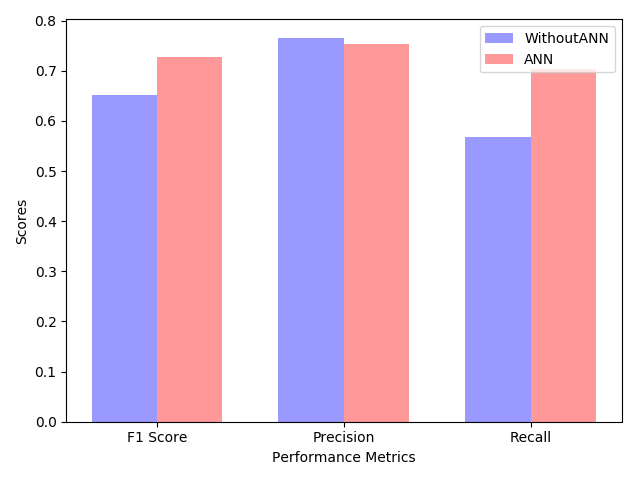 WithoutANN
ANN
Scores
0.8
0.7
0.6
0.5
0.4
0.3
0.2
0.1
0.0
F1 Score
Precision
Recall
Performance Metrics